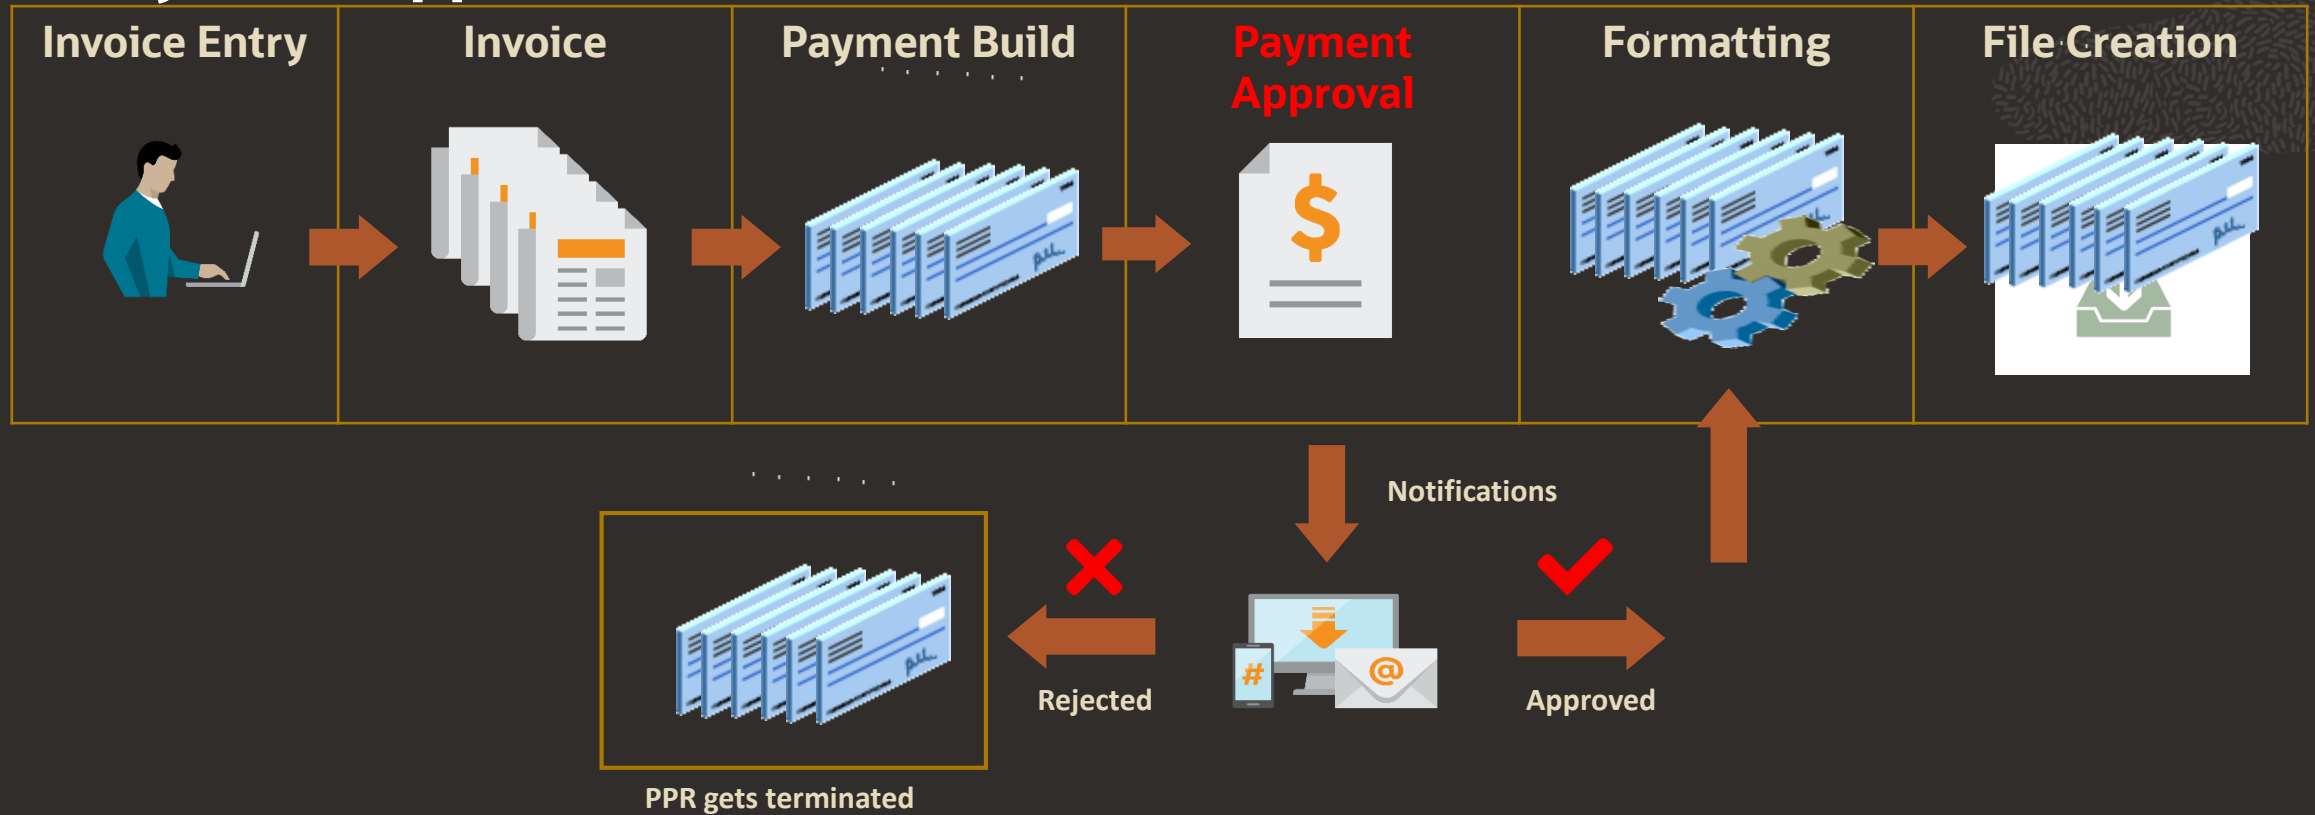 Invoice Entry
Invoice
Payment Build
Payment
Approval
Formatting
File Creation
$
Notifications
#
@
Rejected
Approved
PPR gets terminated